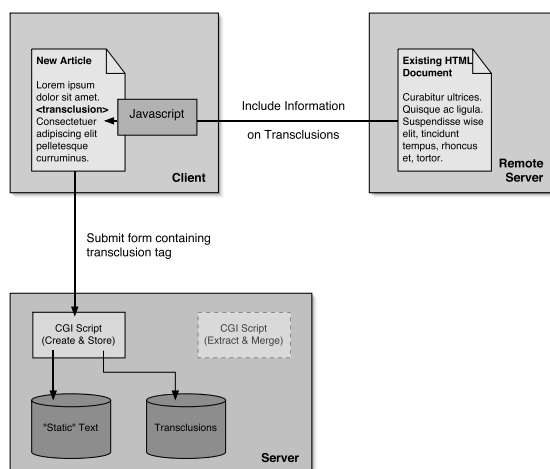 New Article
Lorem ipsum
dolor sit amet.
<transclusion>
Consectetuer
adipiscing elit
pelletesque
curruminus.
Javascript
Client
Include Information
on Transclusions
Existing HTML
Document
Curabitur ultrices.
Quisque ac ligula.
Suspendisse wise
elit, tincidunt
tempus, rhoncus
et, tortor.
Remote
Server
Submit form containing
transclusion tag
CGI Script
(Create & Store)
CGI Script
(Extract & Merge)
"Static" Text
Transclusions
Server